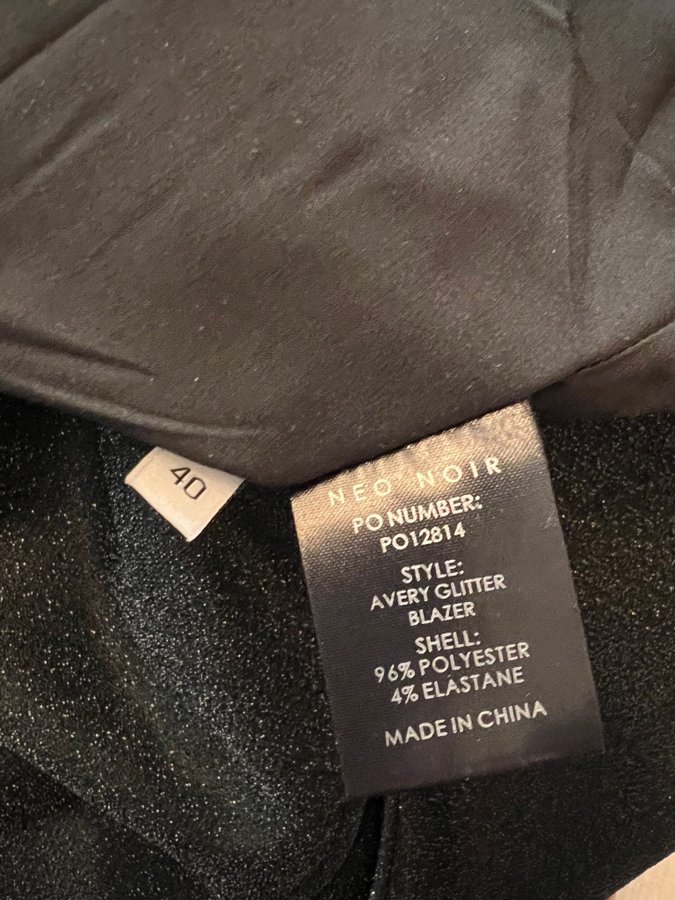 40
NEO NOIR
PO NUMBER:
PO12814
STYLE:
AVERY GLITTER
BLAZER
SHELL:
96% POLYESTER
4% ELASTANE
MADE IN CHINA